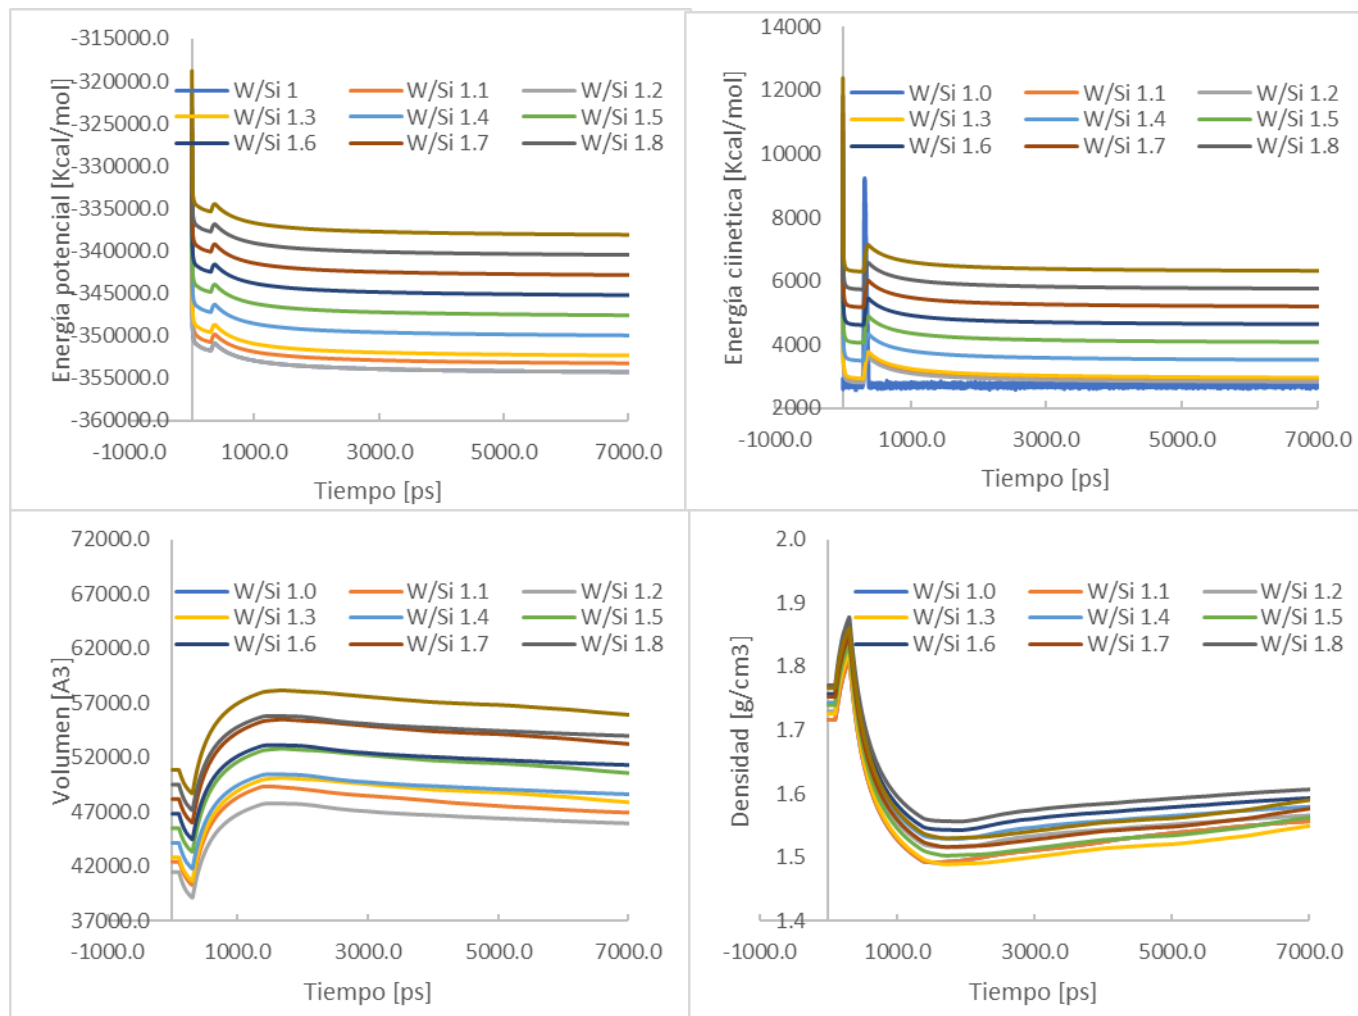 -315000.0
-320000.0
-325000.0
-330000.0
-335000.0
-340000.0
-345000.0
-350000.0
-355000.0
-360000.0
Energía potencial [Kcal/mol]
W/Si 1 W/Si 1.1 W/Si 1.2
W/Si 1.3 W/Si 1.4 W/Si 1.5
W/Si 1.6 W/Si 1.7 W/Si 1.8
-1000.0 1000.0 3000.0 5000.0 7000.0
Tiempo [ps]
14000
12000
10000
8000
6000
4000
2000
Energía ciinetica [Kcal/mol]
W/Si 1.0 W/Si 1.1 W/Si 1.2
W/Si 1.3 W/Si 1.4 W/Si 1.5
W/Si 1.6 W/Si 1.7 W/Si 1.8
-1000.0 1000.0 3000.0 5000.0 7000.0
Tiempo [ps]
72000.0
67000.0
62000.0
57000.0
52000.0
47000.0
42000.0
37000.0
Volumen [A3]
W/Si 1.0 W/Si 1.1 W/Si 1.2
W/Si 1.3 W/Si 1.4 W/Si 1.5
W/Si 1.6 W/Si 1.7 W/Si 1.8
-1000.0 1000.0 3000.0 5000.0 7000.0
Tiempo [ps]
2.0
1.9
1.8
1.7
1.6
1.5
1.4
Densidad [g/cm3]
W/Si 1.0 W/Si 1.1 W/Si 1.2
W/Si 1.3 W/Si 1.4 W/Si 1.5
W/Si 1.6 W/Si 1.7 W/Si 1.8
-1000.0 1000.0 3000.0 5000.0 7000.0
Tiempo [ps]